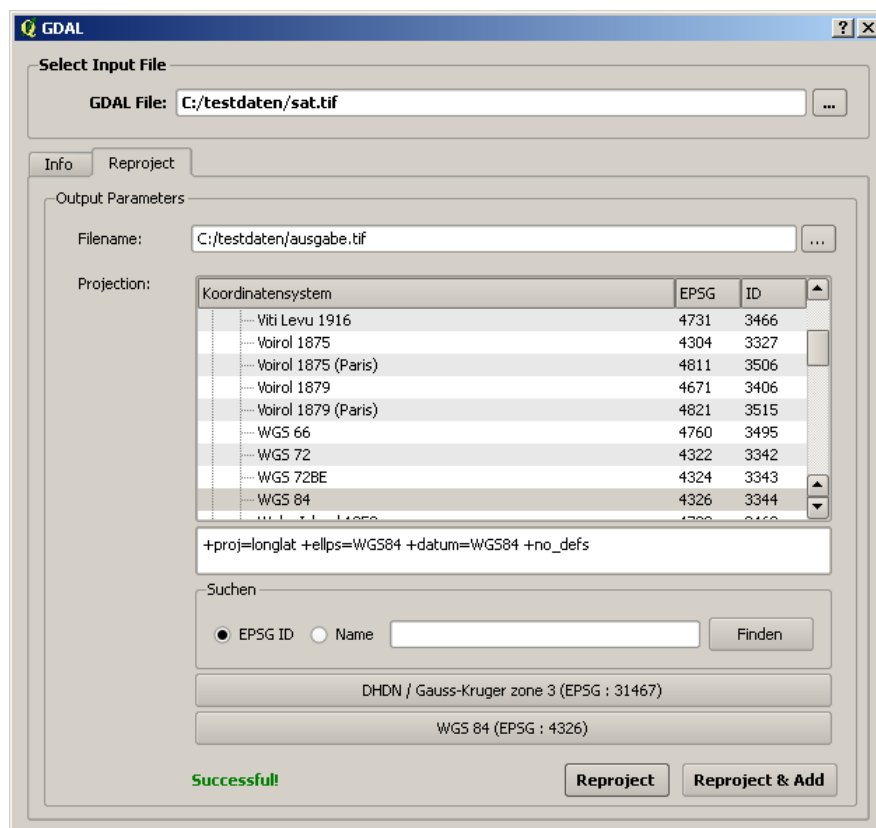 GDAL
Select Input File
GDAL File: C:/testdaten/sat.tif ...
Info Reproject
Output Parameters
Filename: C:/testdaten/ausgabe.tif ...
Projection:
Koordinatensystem EPSG ID
Viti Levu 1916 4731 3466
Voirol 1875 4304 3327
Voirol 1875 (Paris) 4811 3506
Voirol 1879 4671 3406
Voirol 1879 (Paris) 4821 3515
WGS 66 4760 3495
WGS 72 4322 3342
WGS 72BE 4324 3343
WGS 84 4326 3344
+proj=longlat +ellps=WGS84 +datum=WGS84 +no_defs
Suchen
EPSG ID Name Finden
DHDN / Gauss-Kruger zone 3 (EPSG : 31467)
WGS 84 (EPSG : 4326)
Successful! Reproject Reproject & Add